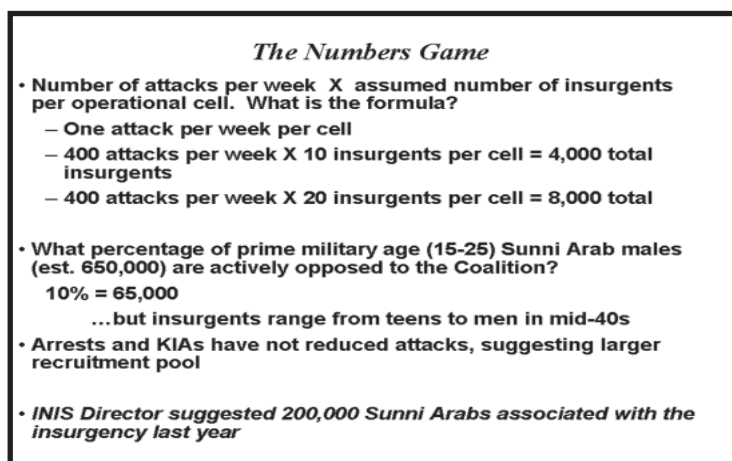 The Numbers Game
• Number of attacks per week X assumed number of insurgents
per operational cell. What is the formula?
– One attack per week per cell
– 400 attacks per week X 10 insurgents per cell = 4,000 total
insurgents
– 400 attacks per week X 20 insurgents per cell = 8,000 total
• What percentage of prime military age (15-25) Sunni Arab males
(est. 650,000) are actively opposed to the Coalition?
10% = 65,000
...but insurgents range from teens to men in mid-40s
• Arrests and KIAs have not reduced attacks, suggesting larger
recruitment pool
• INIS Director suggested 200,000 Sunni Arabs associated with the
insurgency last year